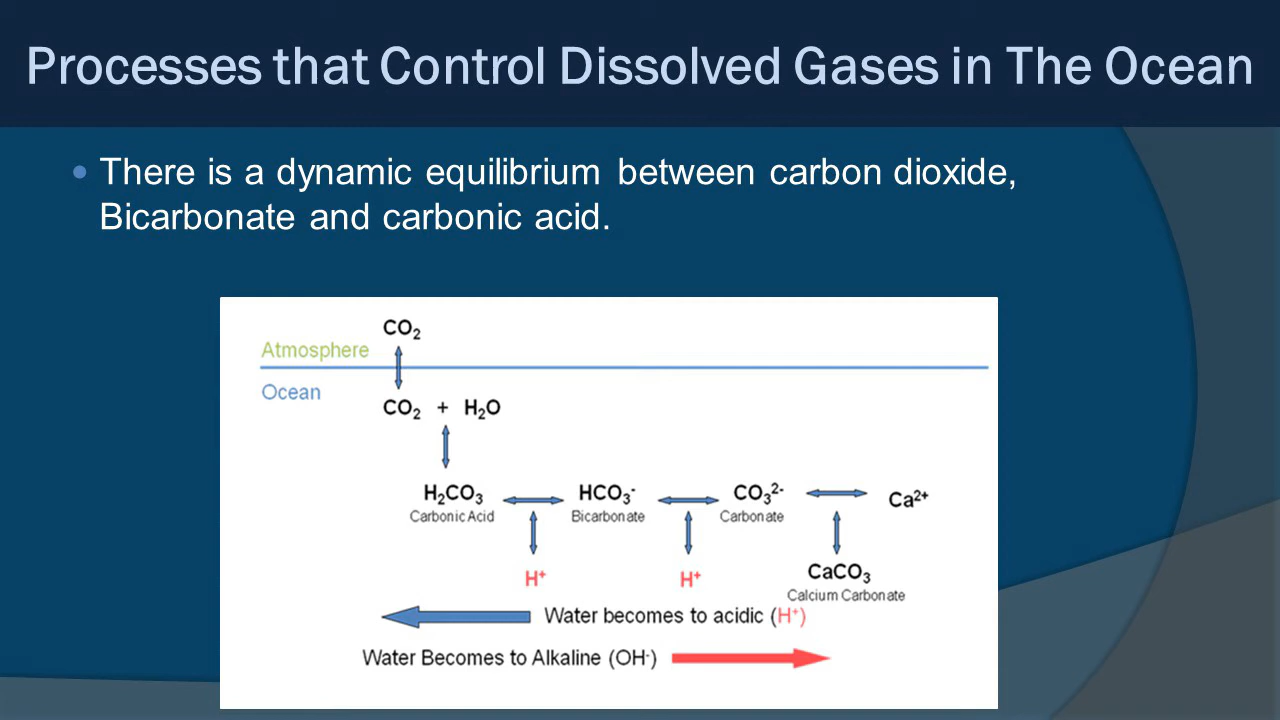 Processes that Control Dissolved Gases in The Ocean
• There is a dynamic equilibrium between carbon dioxide,
Bicarbonate and carbonic acid.
CO₂
Atmosphere
Ocean
CO₂ + H₂O
H₂CO₃ HCO₃⁻ CO₃²⁻ Ca²⁺
Carbonic Acid Bicarbonate Carbonate
H⁺ H⁺ CaCO₃
Calcium Carbonate
Water becomes to acidic (H⁺)
Water Becomes to Alkaline (OH⁻)